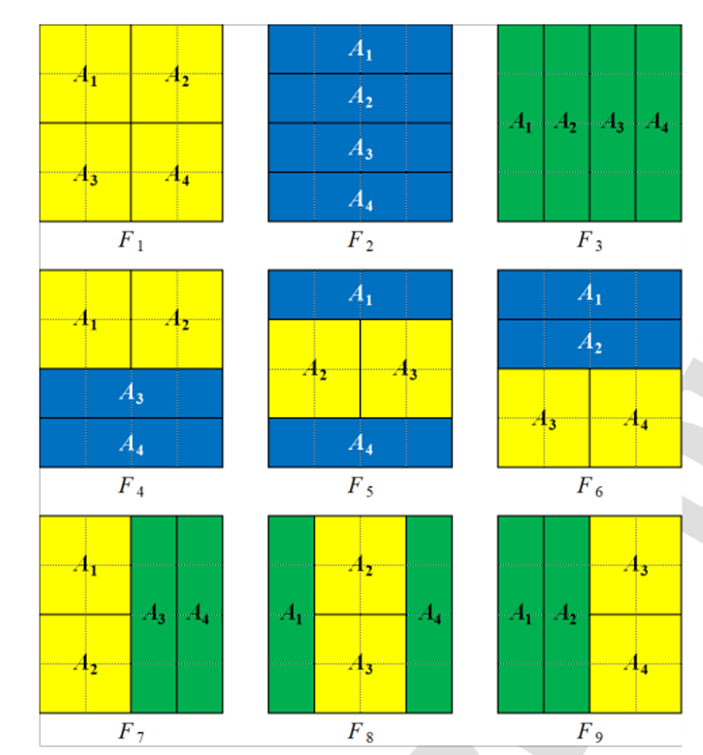 A₁ A₂ A₁ A₁ A₂ A₃ A₄
A₃ A₄ A₂
A₃
A₄
F₁ F₂ F₃
A₁ A₂ A₁ A₁
A₃ A₂ A₃ A₂
A₄ A₄ A₃ A₄
F₄ F₅ F₆
A₁ A₃ A₄ A₁ A₂ A₄ A₁ A₂ A₃
A₂ A₃ A₄
F₇ F₈ F₉